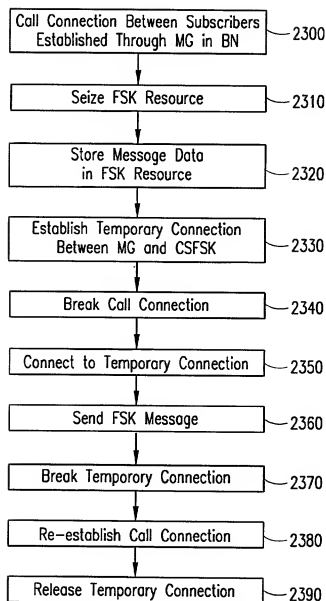 Call Connection Between Subscribers
Established Through MG in BN
2300
Seize FSK Resource
2310
Store Message Data
in FSK Resource
2320
Establish Temporary Connection
Between MG and CSFSK
2330
Break Call Connection
2340
Connect to Temporary Connection
2350
Send FSK Message
2360
Break Temporory Connection
2370
Re-establish Call Connection
2380
Release Temporary Connection
2390